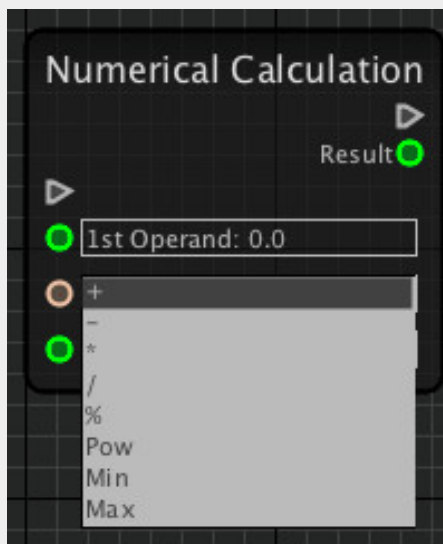 Numerical Calculation
Result
1st Operand: 0.0
+
-
*
/
%
Pow
Min
Max